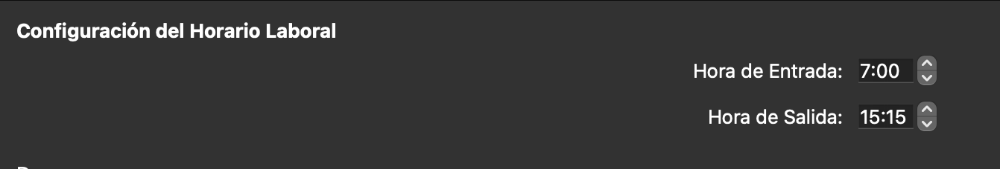 Configuración del Horario Laboral
Hora de Entrada: 7:00
Hora de Salida: 15:15